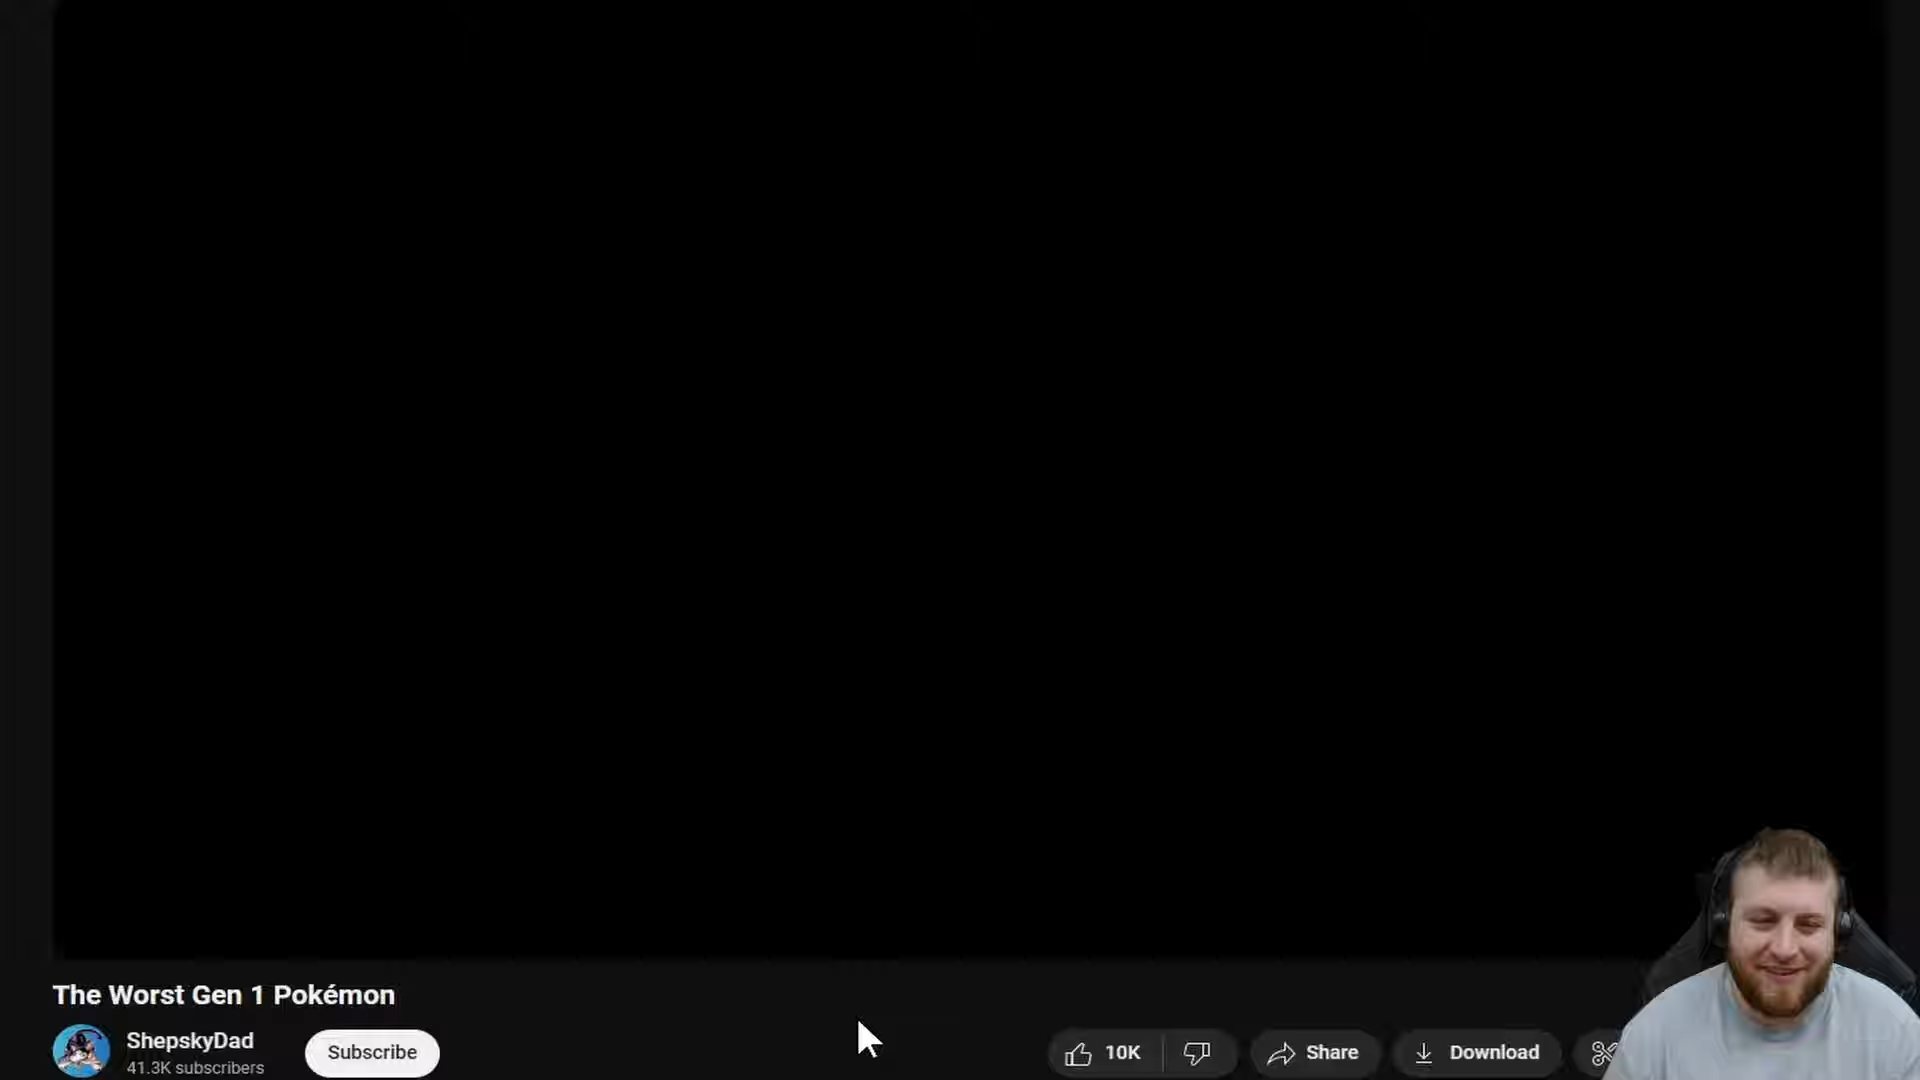 The Worst Gen 1 Pokémon
ShepskyDad
41.3K subscribers
Subscribe
10K
Share
Download